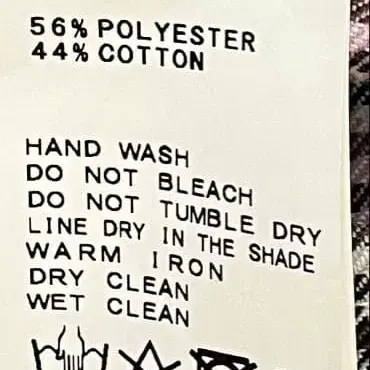 56% POLYESTER
44% COTTON
HAND WASH
DO NOT BLEACH
DO NOT TUMBLE DRY
LINE DRY IN THE SHADE
WARM IRON
DRY CLEAN
WET CLEAN